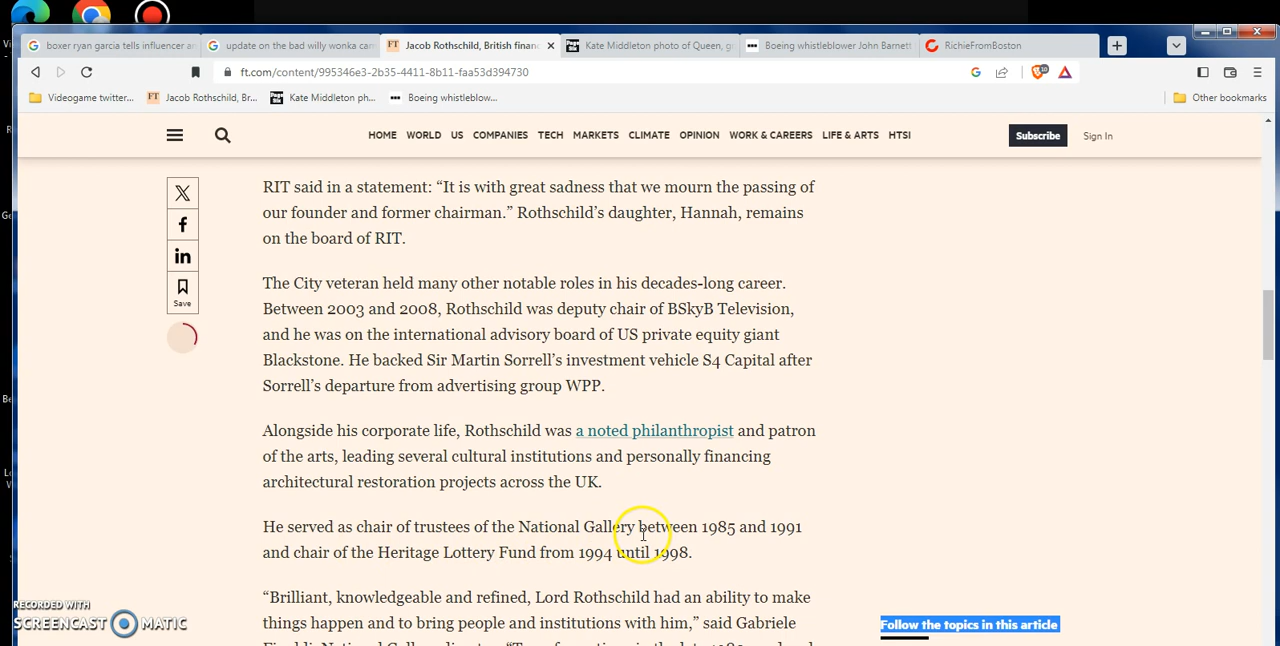 boxer ryan garcia tells influencer a
update on the bad willy wonka car
FT Jacob Rothschild, British financ
Kate Middleton photo of Queen, g
Boeing whistleblower John Barnett
RichieFromBoston
ft.com/content/995346e3-2b35-4411-8b11-faa53d394730
Videogame twitter...
FT Jacob Rothschild, Br...
Kate Middleton ph...
Boeing whistleblow...
Other bookmarks
HOME WORLD US COMPANIES TECH MARKETS CLIMATE OPINION WORK & CAREERS LIFE & ARTS HTSI
Subscribe
Sign In
RIT said in a statement: “It is with great sadness that we mourn the passing of
our founder and former chairman.” Rothschild’s daughter, Hannah, remains
on the board of RIT.
The City veteran held many other notable roles in his decades-long career.
Between 2003 and 2008, Rothschild was deputy chair of BSkyB Television,
and he was on the international advisory board of US private equity giant
Blackstone. He backed Sir Martin Sorrell’s investment vehicle S4 Capital after
Sorrell’s departure from advertising group WPP.
Alongside his corporate life, Rothschild was a noted philanthropist and patron
of the arts, leading several cultural institutions and personally financing
architectural restoration projects across the UK.
He served as chair of trustees of the National Gallery between 1985 and 1991
and chair of the Heritage Lottery Fund from 1994 until 1998.
“Brilliant, knowledgeable and refined, Lord Rothschild had an ability to make
things happen and to bring people and institutions with him,” said Gabriele
Save
Follow the topics in this article
RECORDED WITH
SCREENCAST MATIC